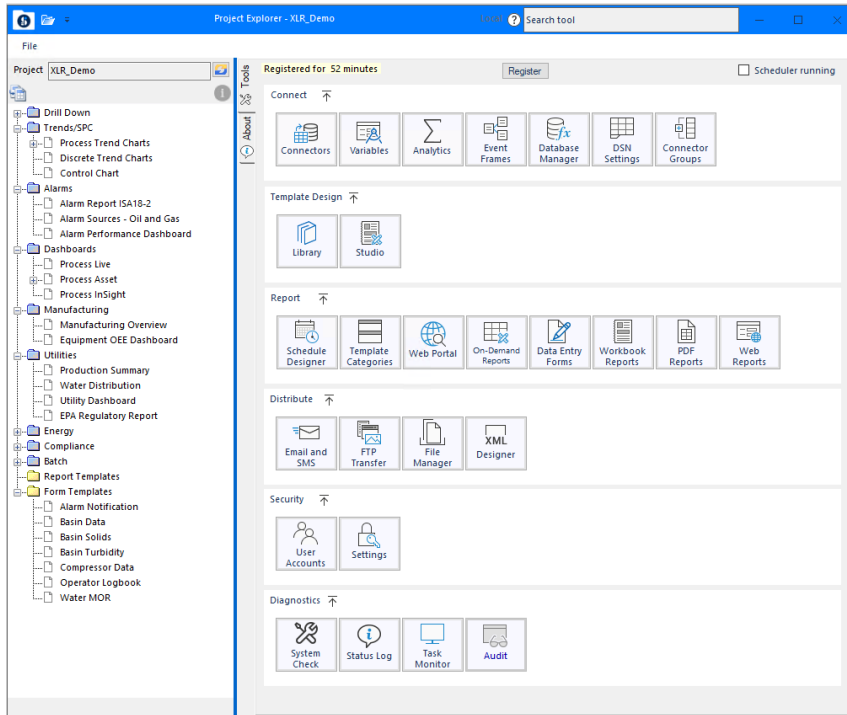 Project Explorer - XLR_Demo
Local
Search tool
File
Project XLR_Demo
Drill Down
Trends/SPC
Process Trend Charts
Discrete Trend Charts
Control Chart
Alarms
Alarm Report ISA18-2
Alarm Sources - Oil and Gas
Alarm Performance Dashboard
Dashboards
Process Live
Process Asset
Process InSight
Manufacturing
Manufacturing Overview
Equipment OEE Dashboard
Utilities
Production Summary
Water Distribution
Utility Dashboard
EPA Regulatory Report
Energy
Compliance
Batch
Report Templates
Form Templates
Alarm Notification
Basin Data
Basin Solids
Basin Turbidity
Compressor Data
Operator Logbook
Water MOR
Tools
About
Registered for 52 minutes
Register
Scheduler running
Connect
Connectors
Variables
Analytics
Event
Frames
Database
Manager
DSN
Settings
Connector
Groups
Template Design
Library
Studio
Report
Schedule
Designer
Template
Categories
Web Portal
On-Demand
Reports
Data Entry
Forms
Workbook
Reports
PDF
Reports
Web
Reports
Distribute
Email and
SMS
FTP
Transfer
File
Manager
XML
Designer
Security
User
Accounts
Settings
Diagnostics
System
Check
Status Log
Task
Monitor
Audit